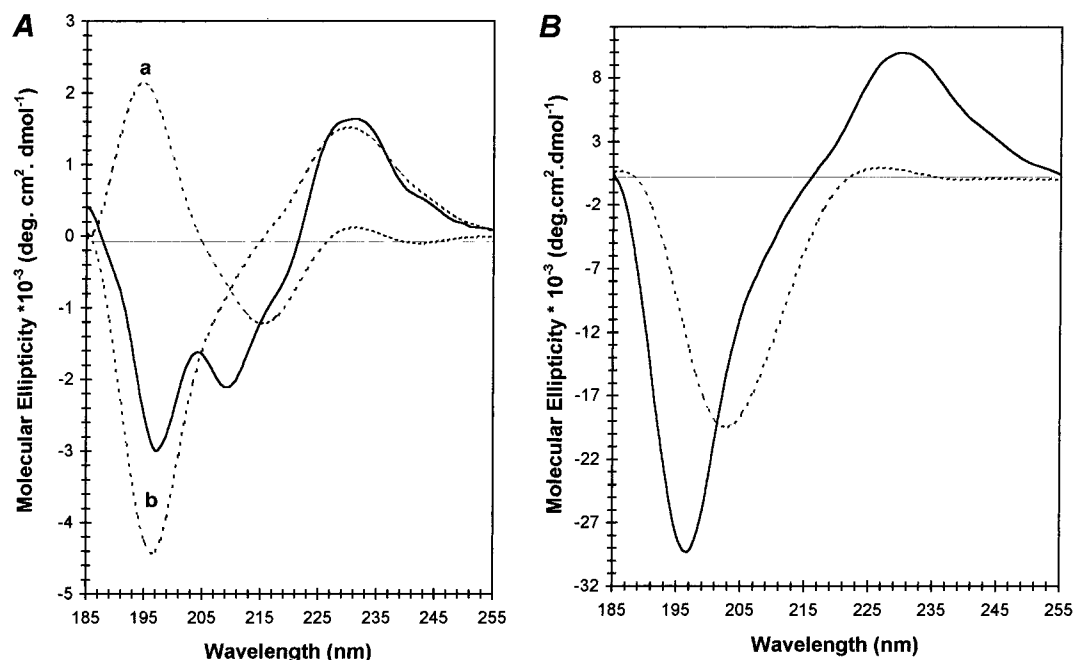 A
Molecular Ellipticity *10⁻³ (deg. cm². dmol⁻¹)
3
2
1
0
-1
-2
-3
-4
-5
a
b
185 195 205 215 225 235 245 255
Wavelength (nm)
B
Molecular Ellipticity * 10⁻³ (deg.cm².dmol⁻¹)
8
3
-2
-7
-12
-17
-22
-27
-32
185 195 205 215 225 235 245 255
Wavelength (nm)